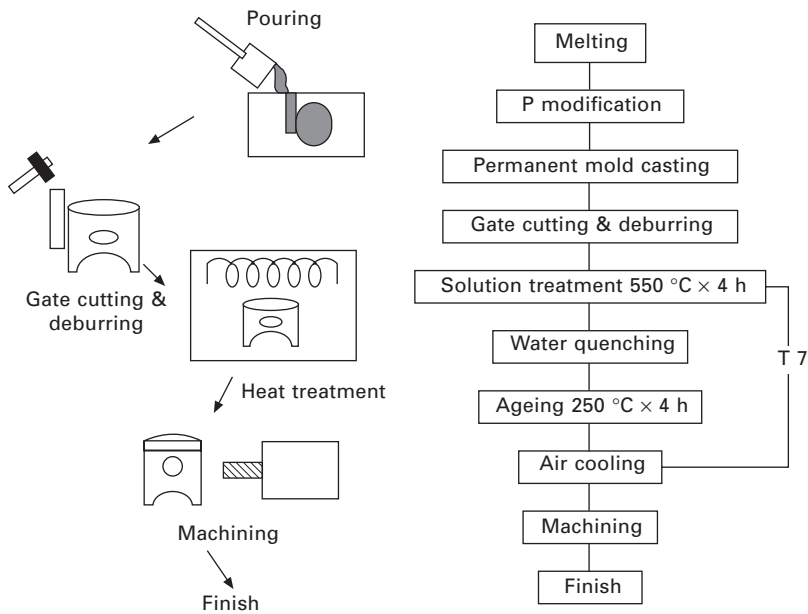 Pouring
Gate cutting &
deburring
Heat treatment
Machining
Finish
Melting
P modification
Permanent mold casting
Gate cutting & deburring
Solution treatment 550 °C × 4 h
Water quenching
T 7
Ageing 250 °C × 4 h
Air cooling
Machining
Finish